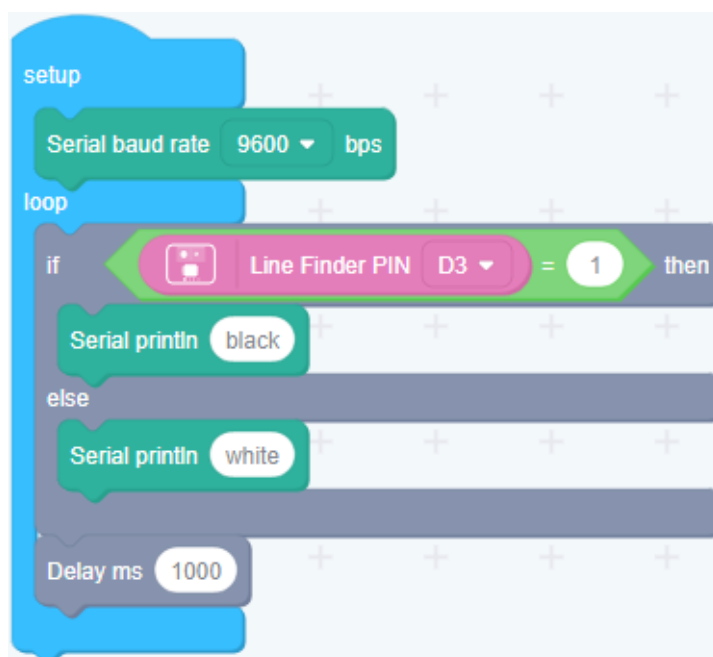 setup
Serial baud rate 9600 bps
loop
if Line Finder PIN D3 = 1 then
Serial println black
else
Serial println white
Delay ms 1000